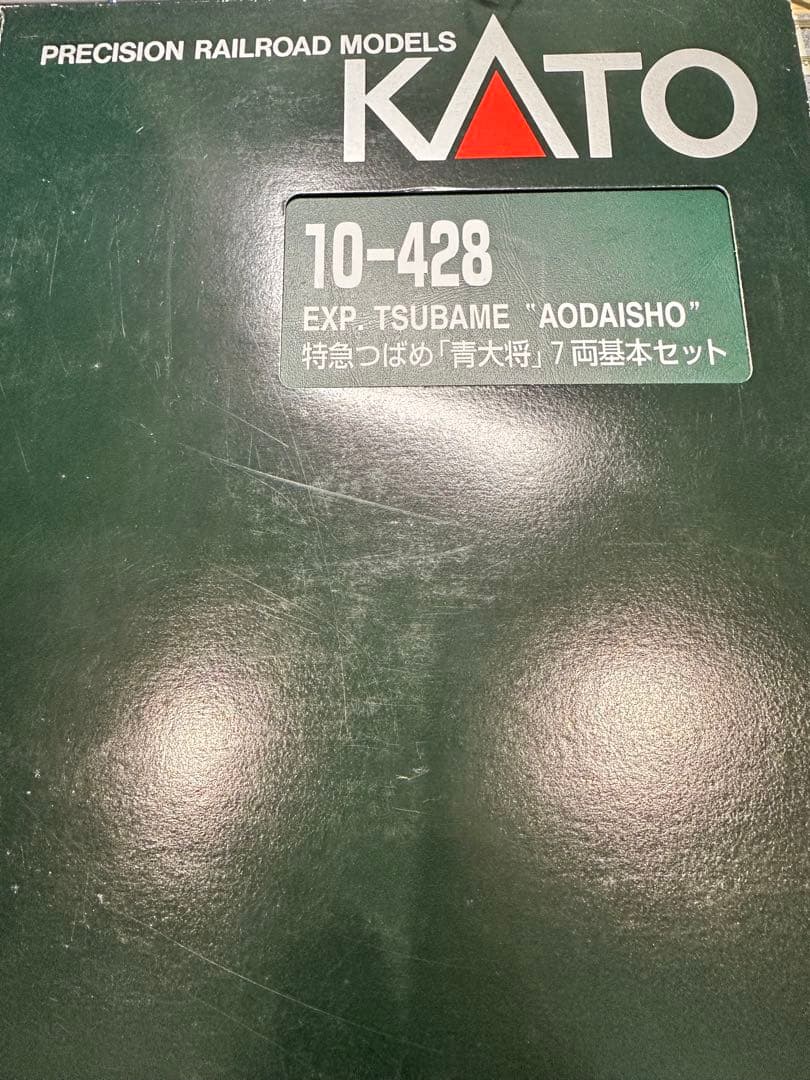 PRECISION RAILROAD MODELS
KATO
10-428
EXP. TSUBAME “AODAISHO”
特急つばめ「青大将」7両基本セット